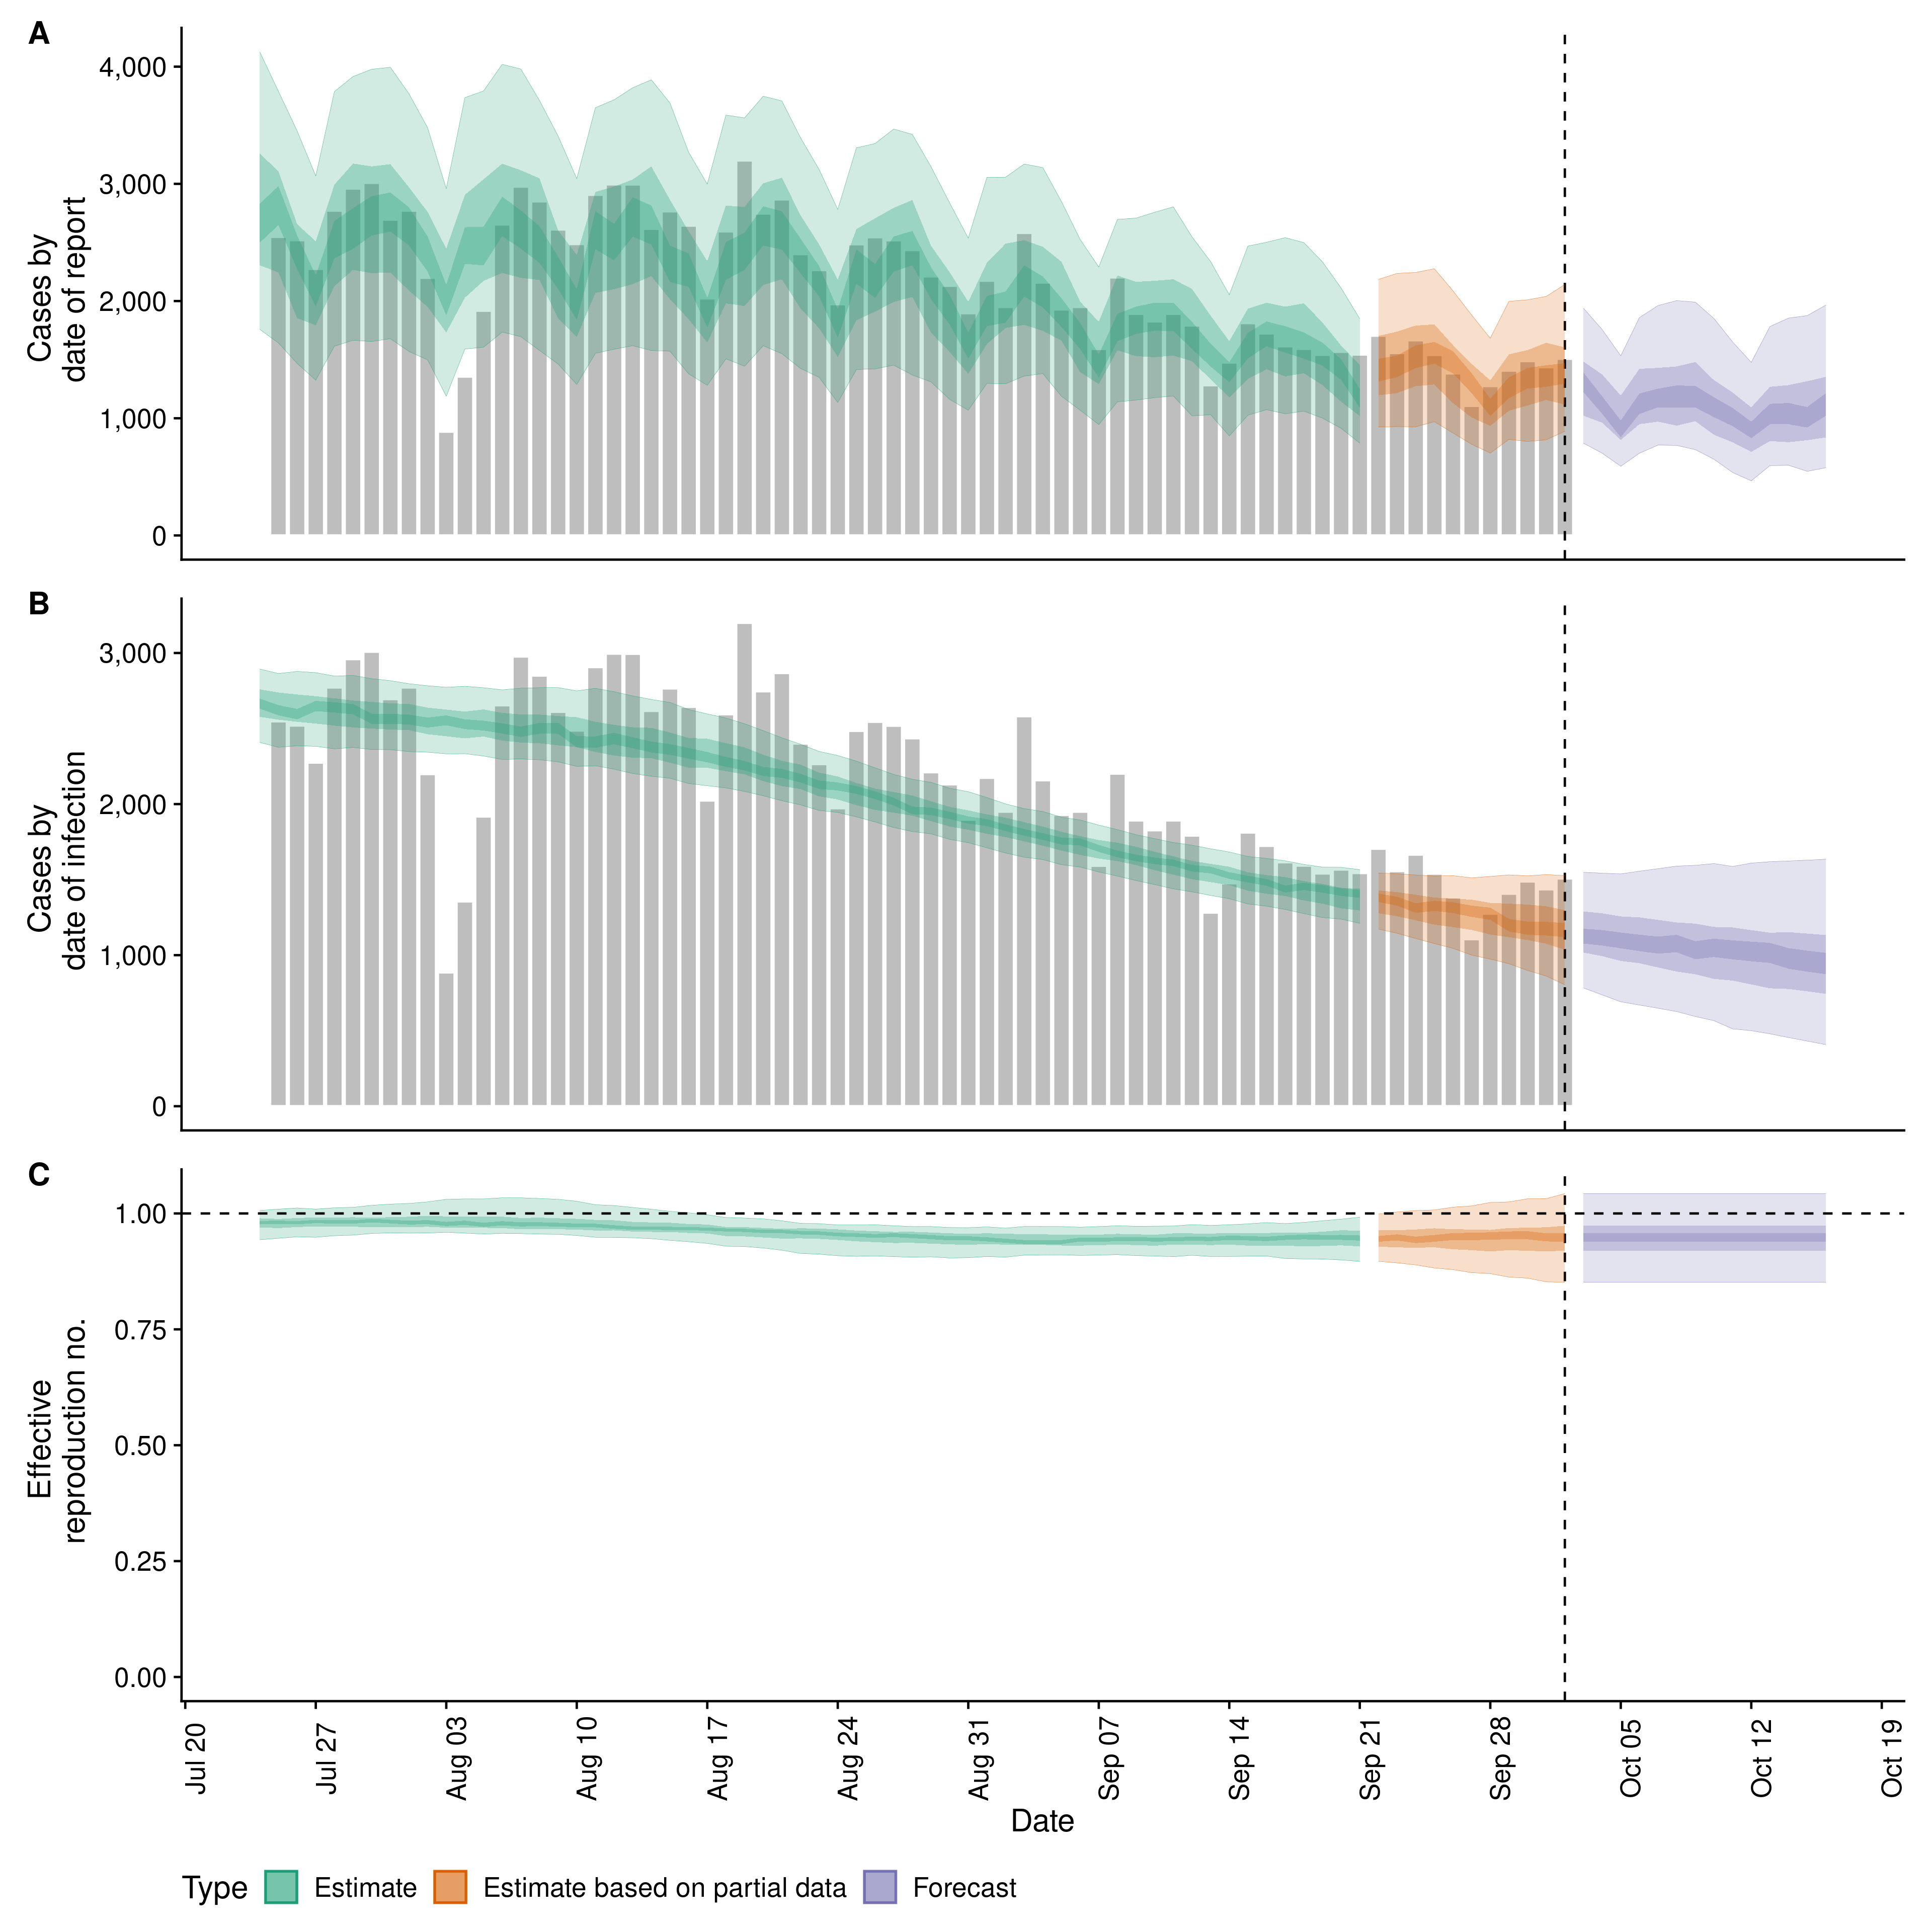 A
Cases by
date of report
4,000
3,000
2,000
1,000
0
B
Cases by
date of infection
3,000
2,000
1,000
0
C
Effective
reproduction no.
1.00
0.75
0.50
0.25
0.00
Jul 20
Jul 27
Aug 03
Aug 10
Aug 17
Aug 24
Aug 31
Sep 07
Sep 14
Sep 21
Sep 28
Oct 05
Oct 12
Oct 19
Date
Type Estimate Estimate based on partial data Forecast